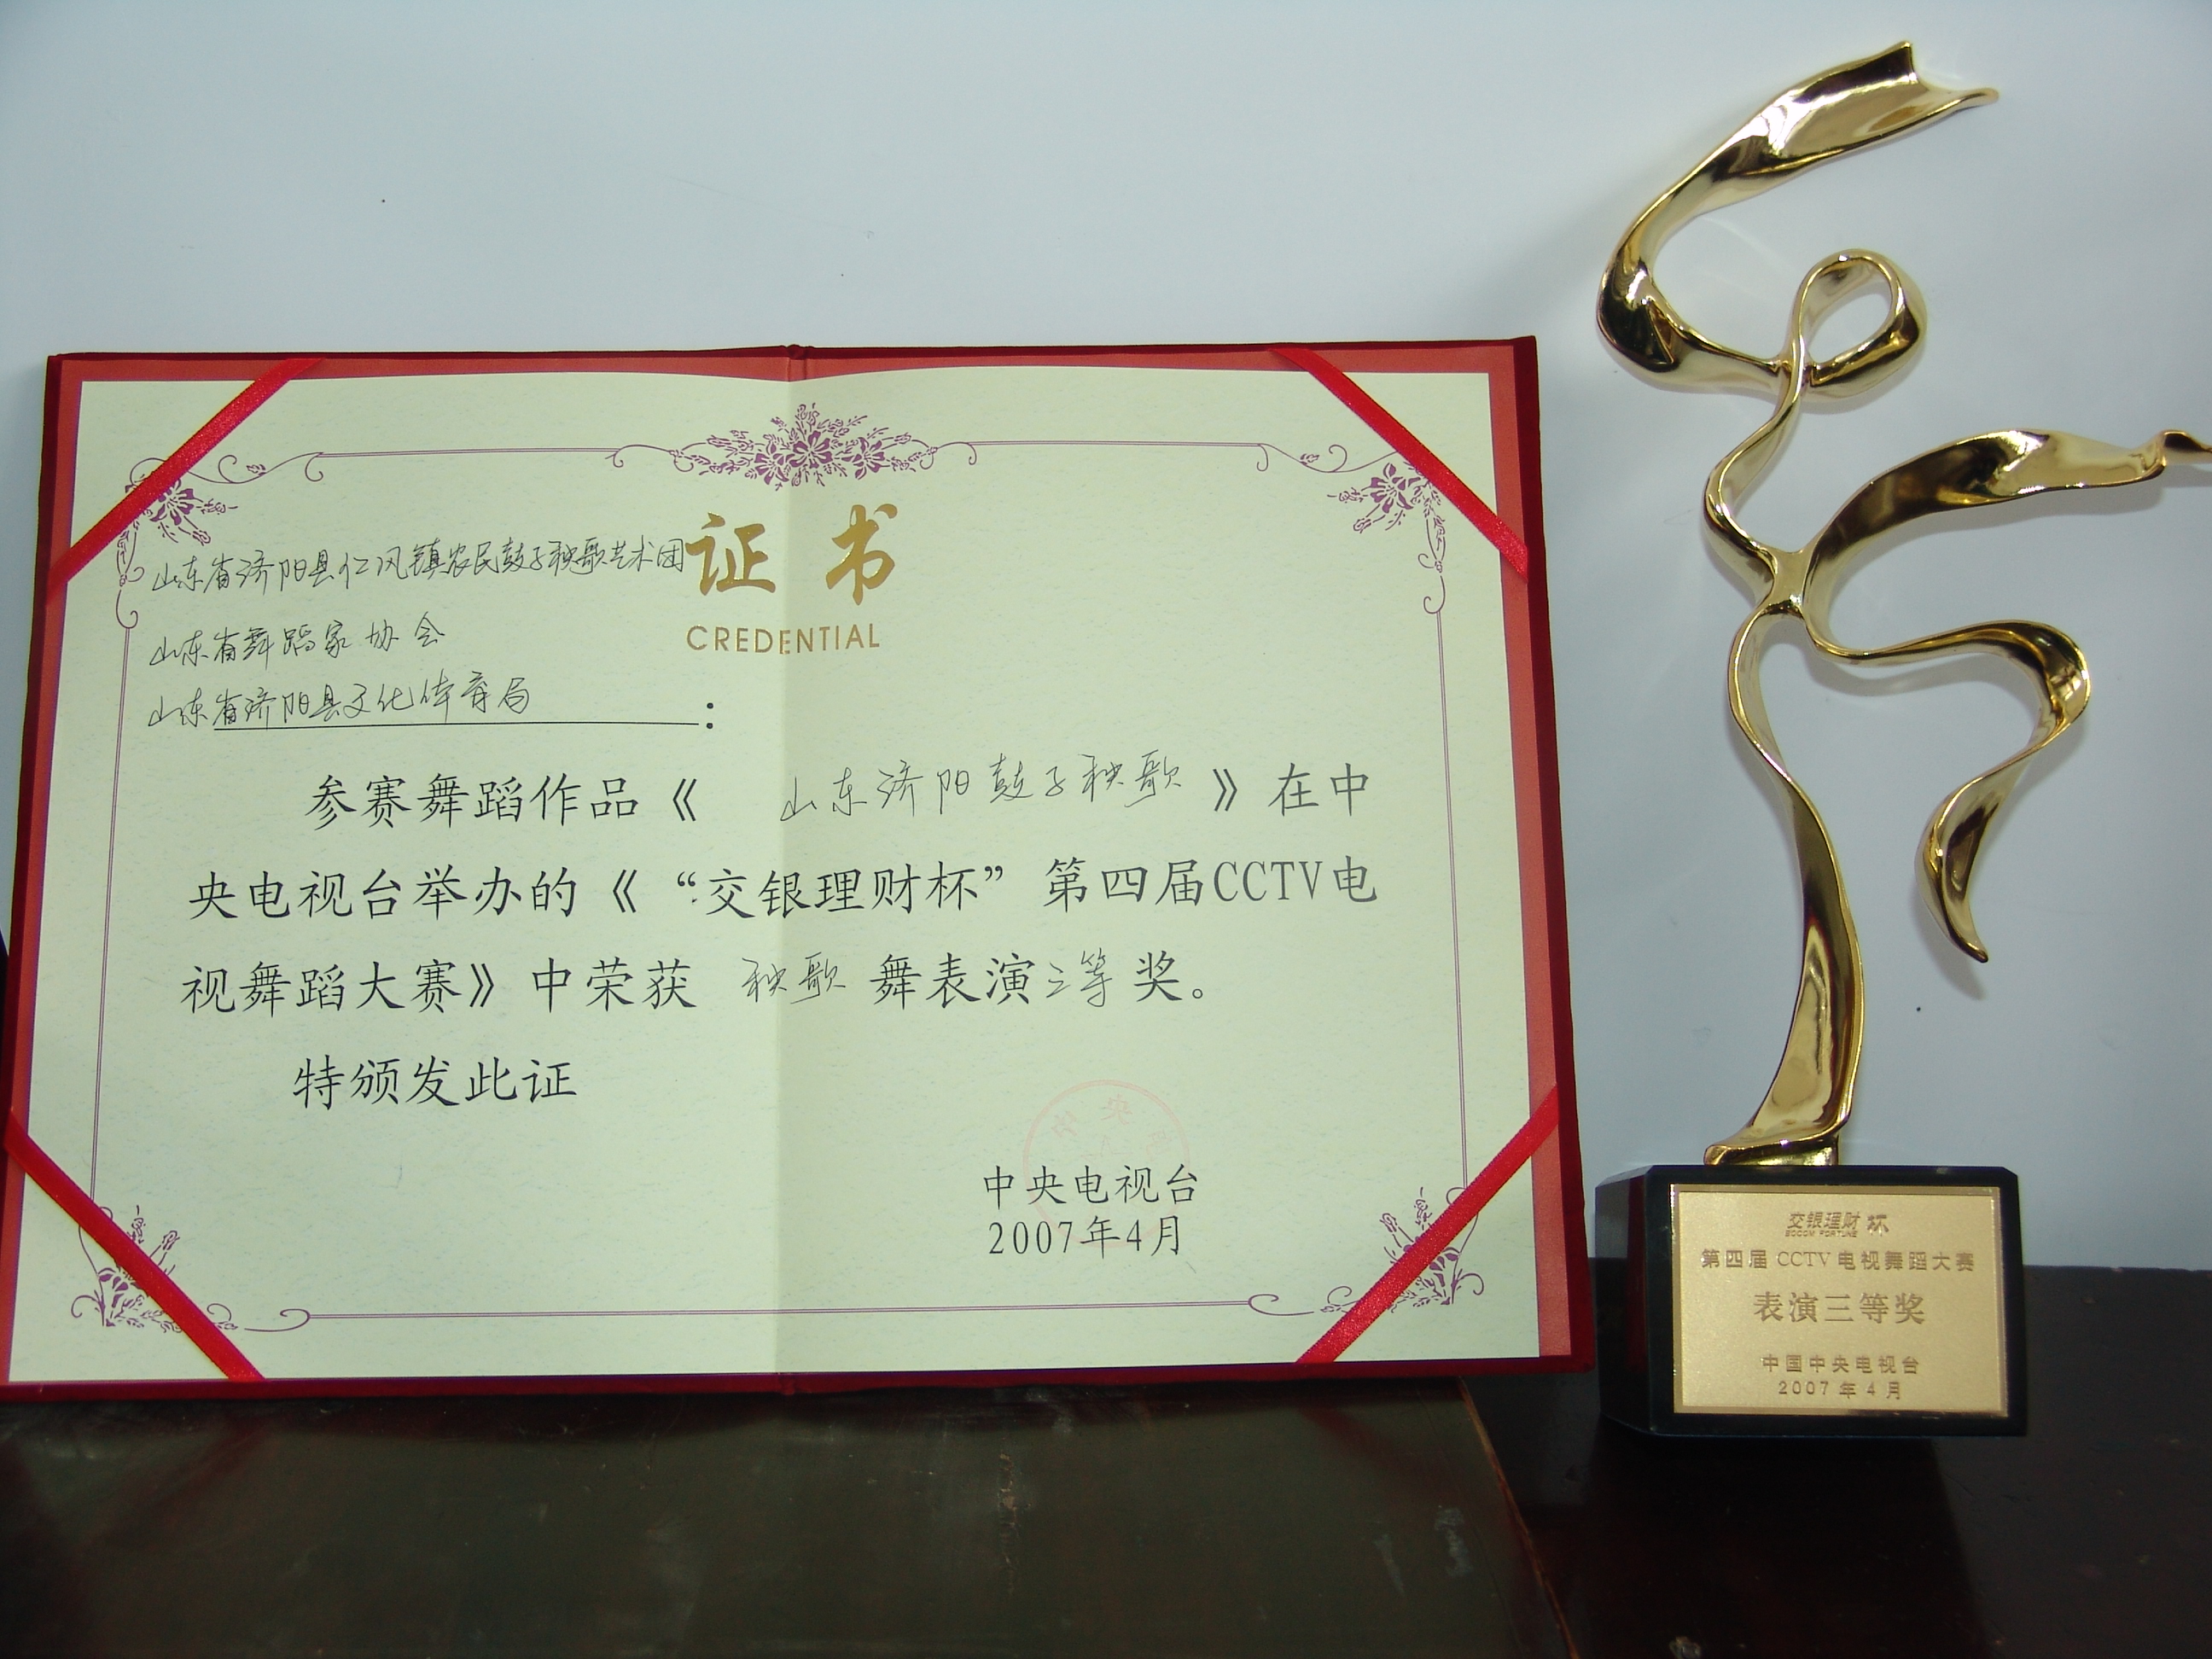 证书
CREDENTIAL
山东省济阳县仁风镇农民鼓子秧歌艺术团
山东省舞蹈家协会
山东省济阳县文化体育局:
参赛舞蹈作品《山东济阳鼓子秧歌》在中
央电视台举办的《“交银理财杯”第四届CCTV电
视舞蹈大赛》中荣获 秧歌 舞表演三等奖。
特颁发此证
中央电视台
2007年4月
交银理财 杯
BOCOM FORTUNE
第四届 CCTV 电视舞蹈大赛
表演三等奖
中国中央电视台
2007 年 4 月